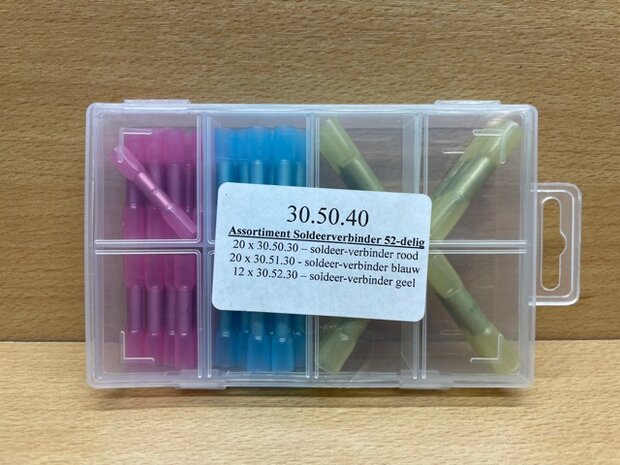 30.50.40
Assortiment Soldeerverbinder 52-delig
20 x 30.50.30 – soldeer-verbinder rood
20 x 30.51.30 - soldeer-verbinder blauw
12 x 30.52.30 – soldeer-verbinder geel